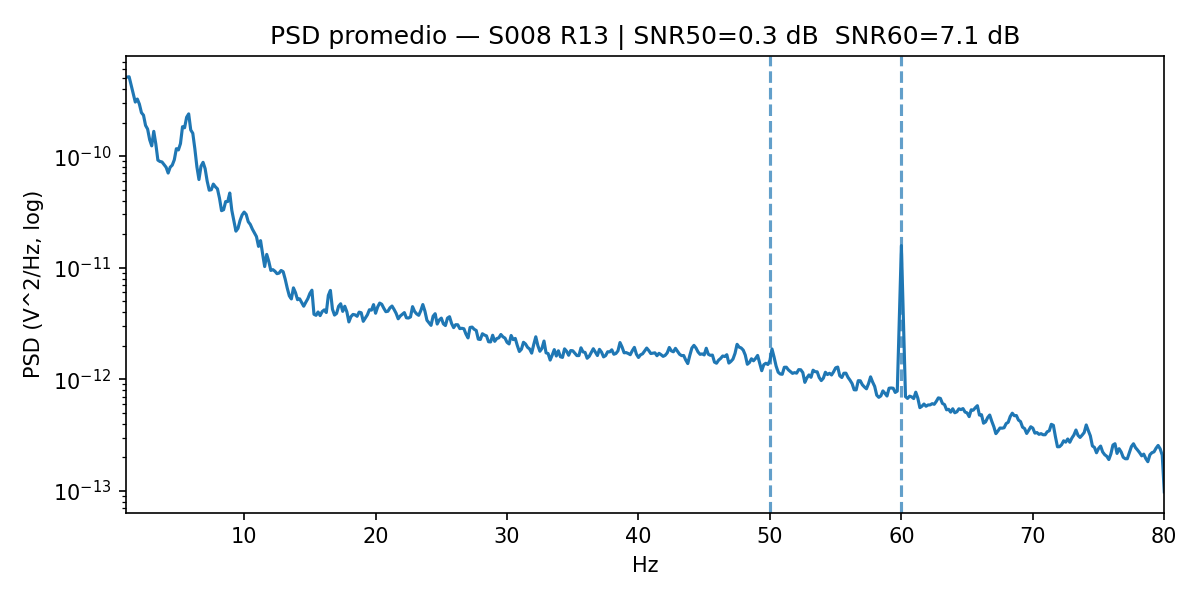 PSD promedio — S008 R13 | SNR50=0.3 dB  SNR60=7.1 dB
PSD (V^2/Hz, log)
10⁻¹⁰
10⁻¹¹
10⁻¹²
10⁻¹³
10 20 30 40 50 60 70 80
Hz